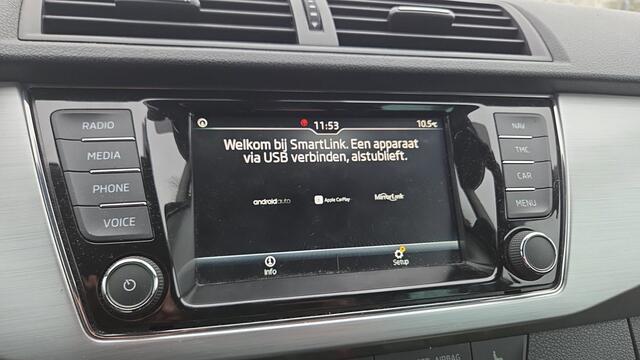 RADIO
MEDIA
PHONE
VOICE
11:53
10.5°C
Welkom bij SmartLink. Een apparaat
via USB verbinden, alstublieft.
androidauto
Apple CarPlay
MirrorLink
Info
Setup
NAV
TMC
CAR
MENU
AIRBAG